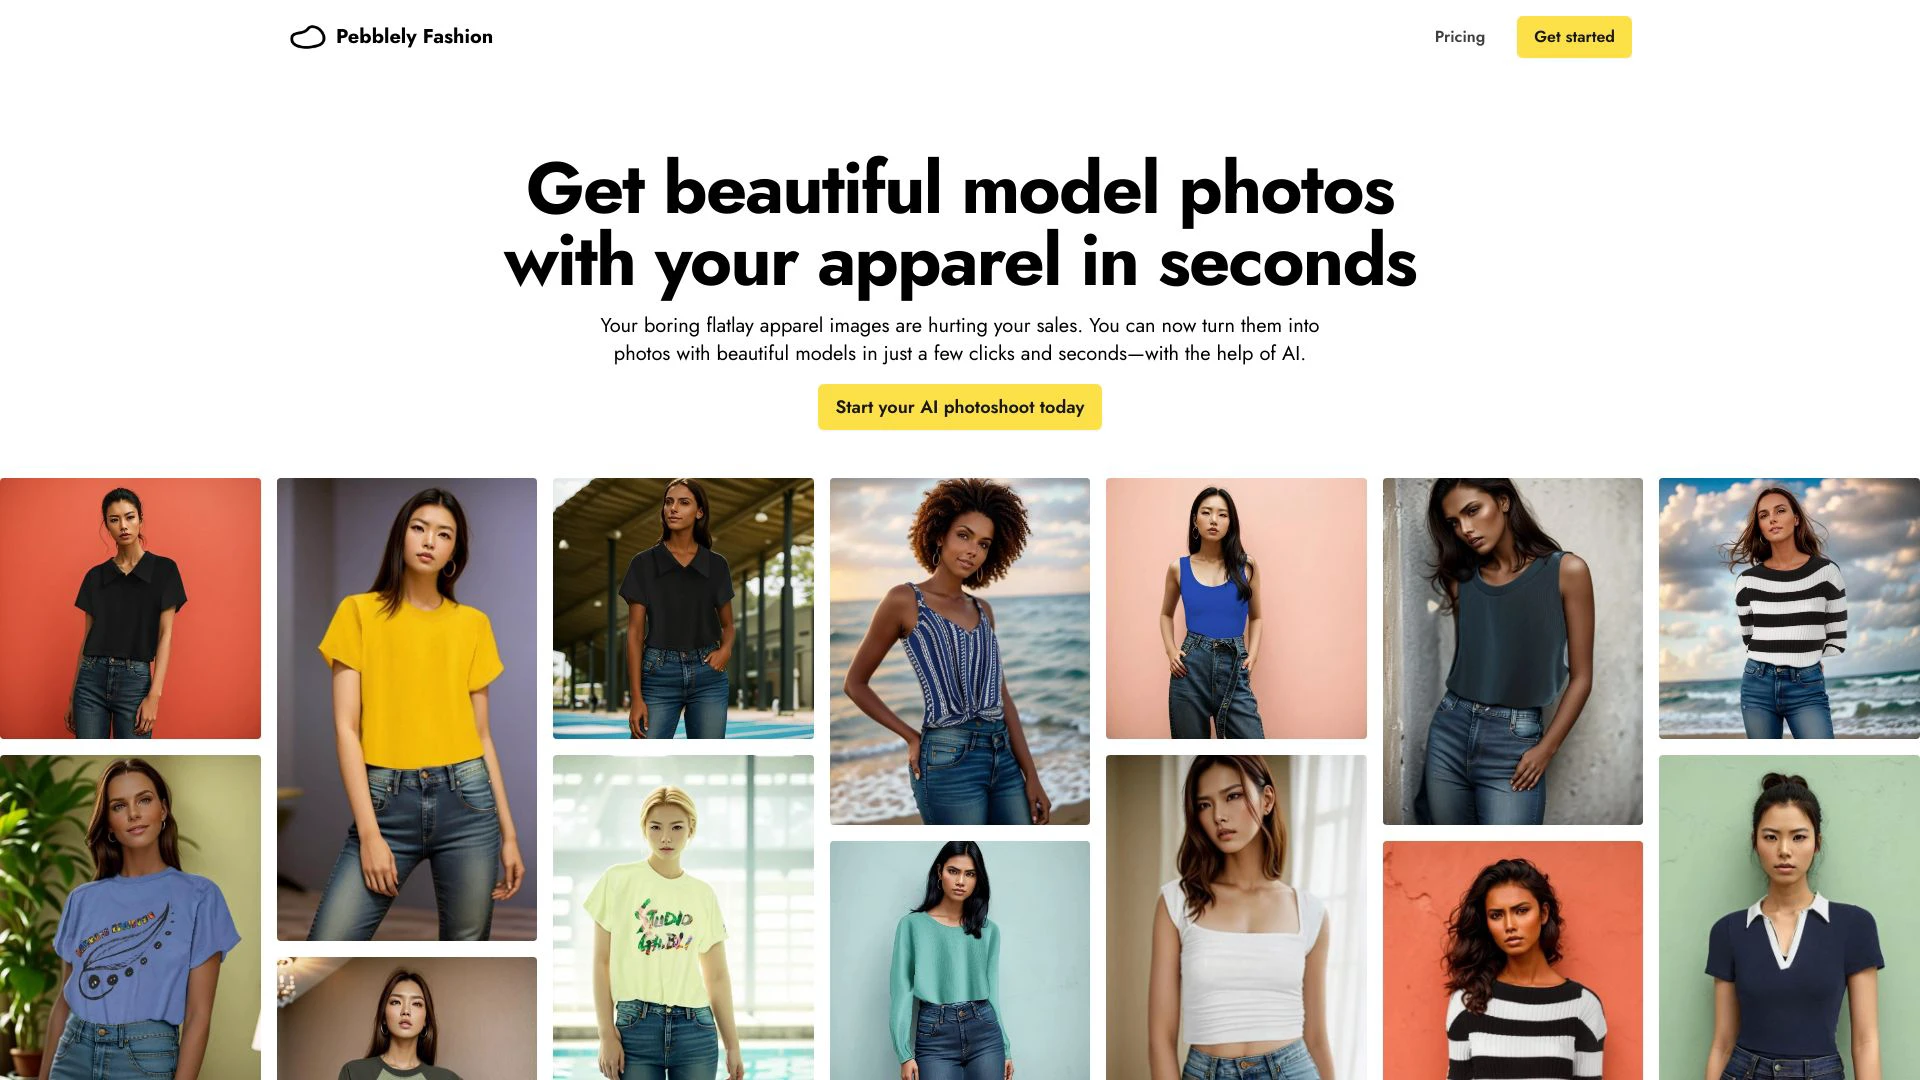 Pebblely Fashion
Pricing
Get started
Get beautiful model photos
with your apparel in seconds
Your boring flatlay apparel images are hurting your sales. You can now turn them into
photos with beautiful models in just a few clicks and seconds—with the help of AI.
Start your AI photoshoot today
STUDIO